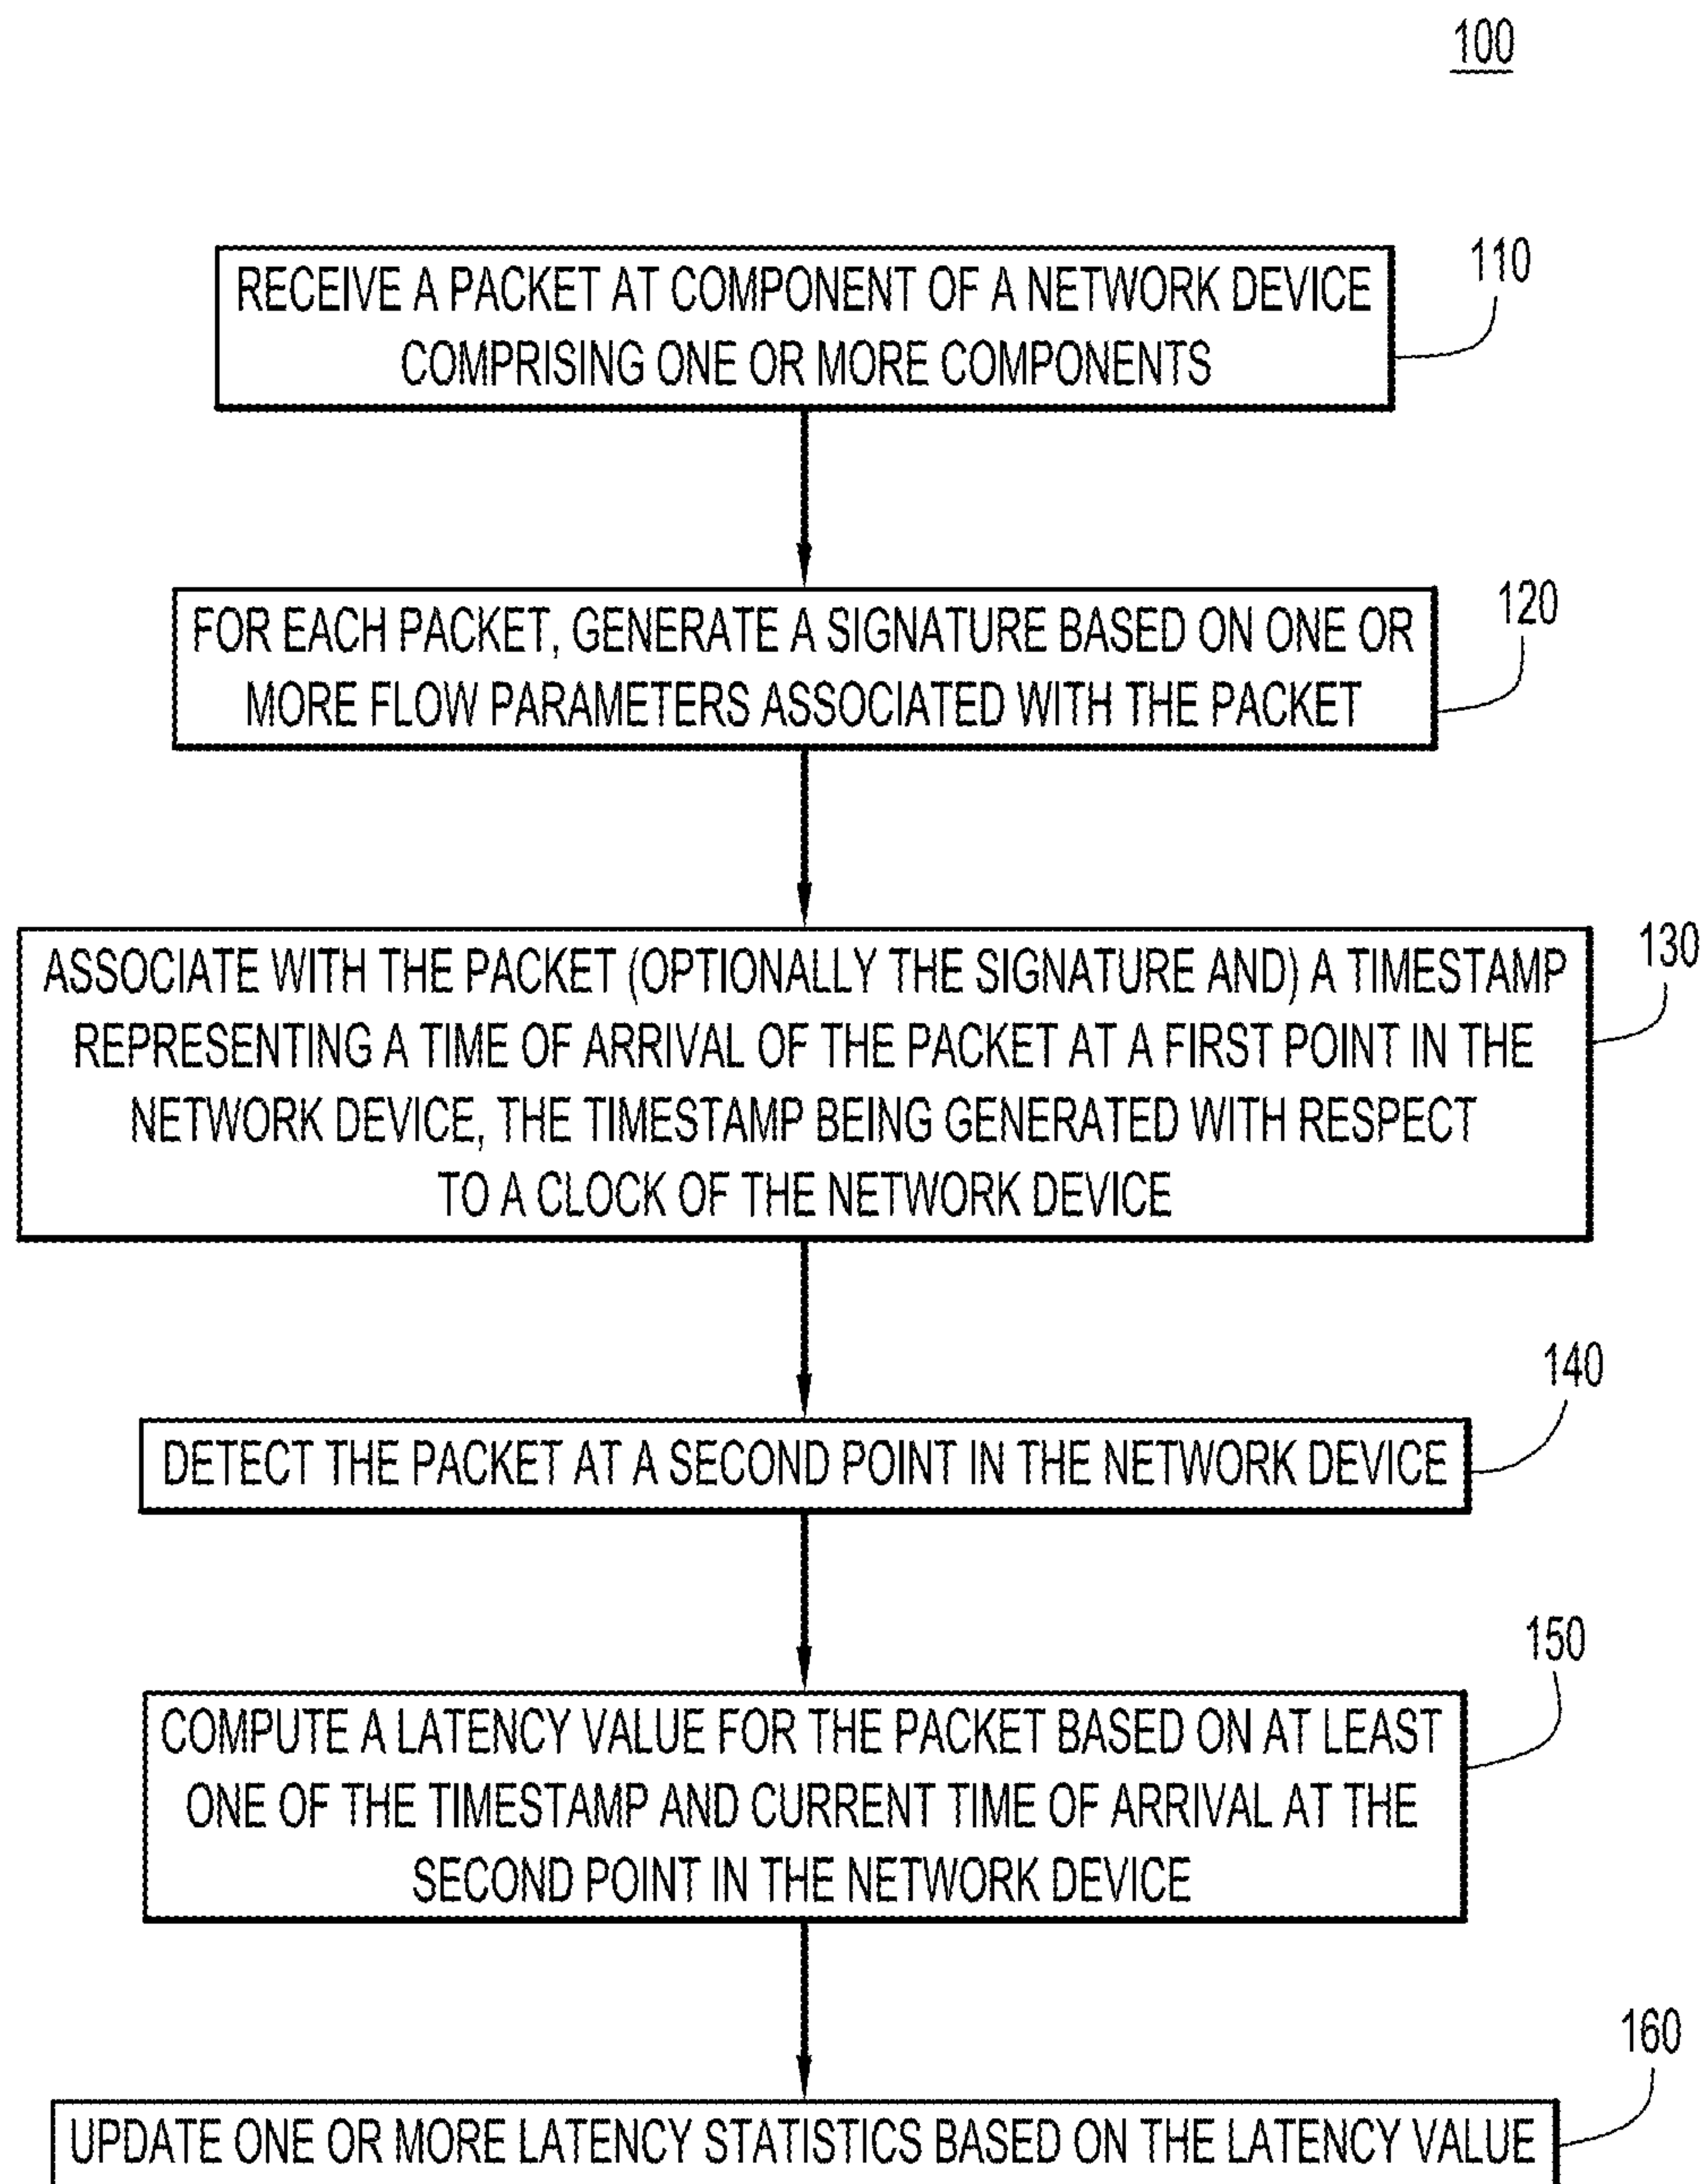 100
RECEIVE A PACKET AT COMPONENT OF A NETWORK DEVICE
COMPRISING ONE OR MORE COMPONENTS
110
FOR EACH PACKET, GENERATE A SIGNATURE BASED ON ONE OR
MORE FLOW PARAMETERS ASSOCIATED WITH THE PACKET
120
ASSOCIATE WITH THE PACKET (OPTIONALLY THE SIGNATURE AND) A TIMESTAMP
REPRESENTING A TIME OF ARRIVAL OF THE PACKET AT A FIRST POINT IN THE
NETWORK DEVICE, THE TIMESTAMP BEING GENERATED WITH RESPECT
TO A CLOCK OF THE NETWORK DEVICE
130
DETECT THE PACKET AT A SECOND POINT IN THE NETWORK DEVICE
140
COMPUTE A LATENCY VALUE FOR THE PACKET BASED ON AT LEAST
ONE OF THE TIMESTAMP AND CURRENT TIME OF ARRIVAL AT THE
SECOND POINT IN THE NETWORK DEVICE
150
UPDATE ONE OR MORE LATENCY STATISTICS BASED ON THE LATENCY VALUE
160